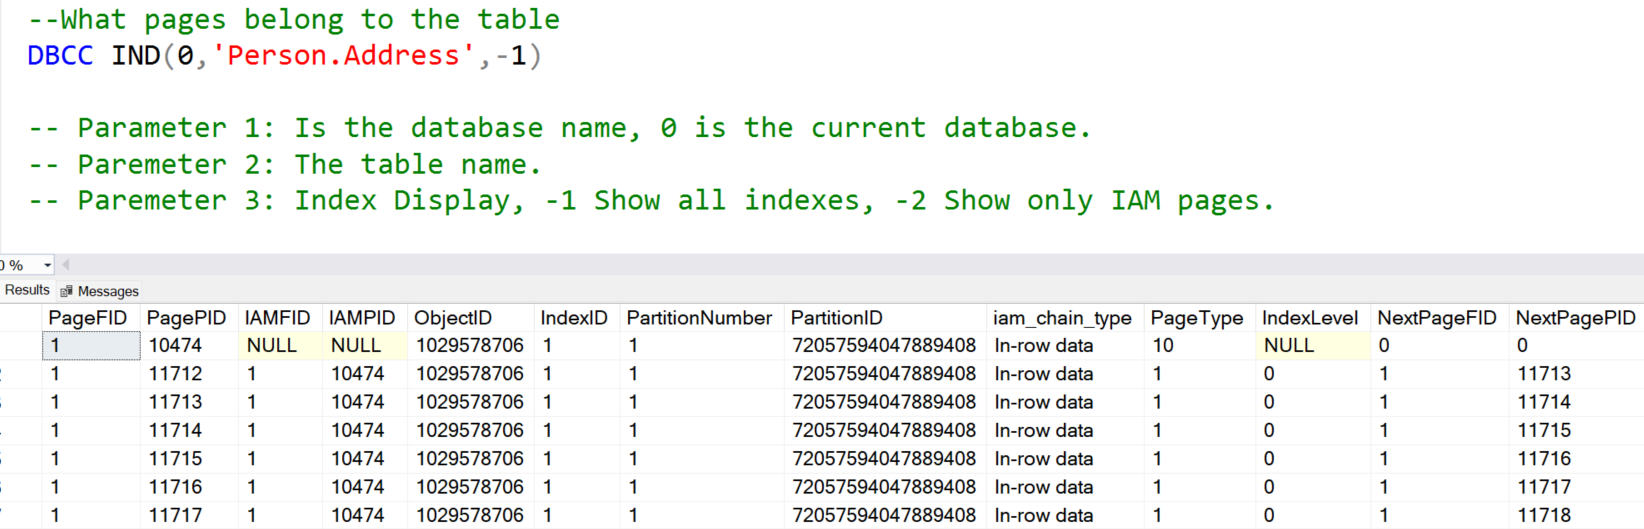 --What pages belong to the table
DBCC IND(0,'Person.Address',-1)
-- Parameter 1: Is the database name, 0 is the current database.
-- Paremeter 2: The table name.
-- Paremeter 3: Index Display, -1 Show all indexes, -2 Show only IAM pages.
0 %
Results Messages
PageFID PagePID IAMFID IAMPID ObjectID IndexID PartitionNumber PartitionID iam_chain_type PageType IndexLevel NextPageFID NextPagePID
1 10474 NULL NULL 1029578706 1 1 72057594047889408 In-row data 10 NULL 0 0
1 11712 1 10474 1029578706 1 1 72057594047889408 In-row data 1 0 1 11713
1 11713 1 10474 1029578706 1 1 72057594047889408 In-row data 1 0 1 11714
1 11714 1 10474 1029578706 1 1 72057594047889408 In-row data 1 0 1 11715
1 11715 1 10474 1029578706 1 1 72057594047889408 In-row data 1 0 1 11716
1 11716 1 10474 1029578706 1 1 72057594047889408 In-row data 1 0 1 11717
1 11717 1 10474 1029578706 1 1 72057594047889408 In-row data 1 0 1 11718